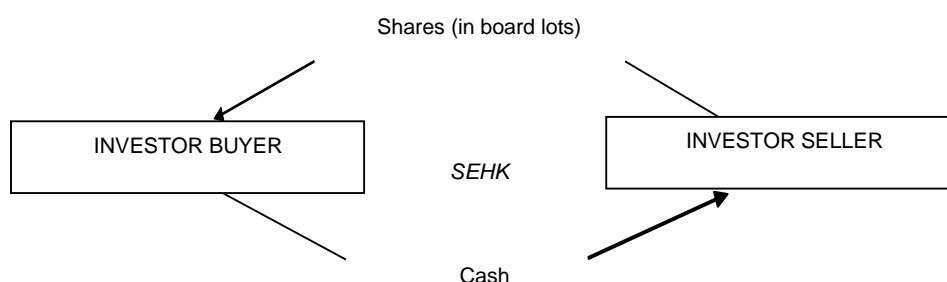 Shares (in board lots)
INVESTOR BUYER
SEHK
INVESTOR SELLER
Cash